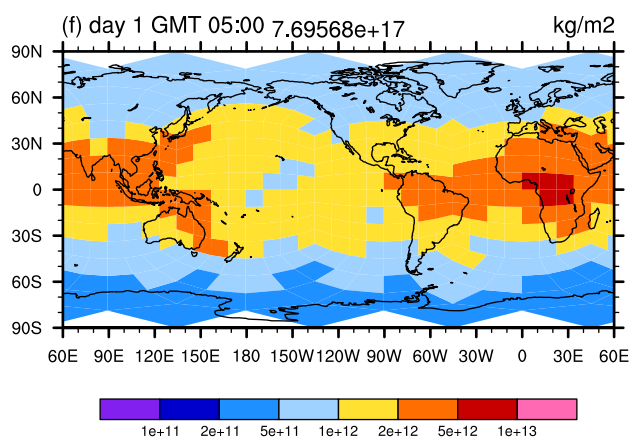 (f) day 1 GMT 05:00 7.69568e+17 kg/m2
90N
60N
30N
0
30S
60S
90S
60E 90E 120E 150E 180 150W 120W 90W 60W 30W 0 30E 60E
1e+11 2e+11 5e+11 1e+12 2e+12 5e+12 1e+13